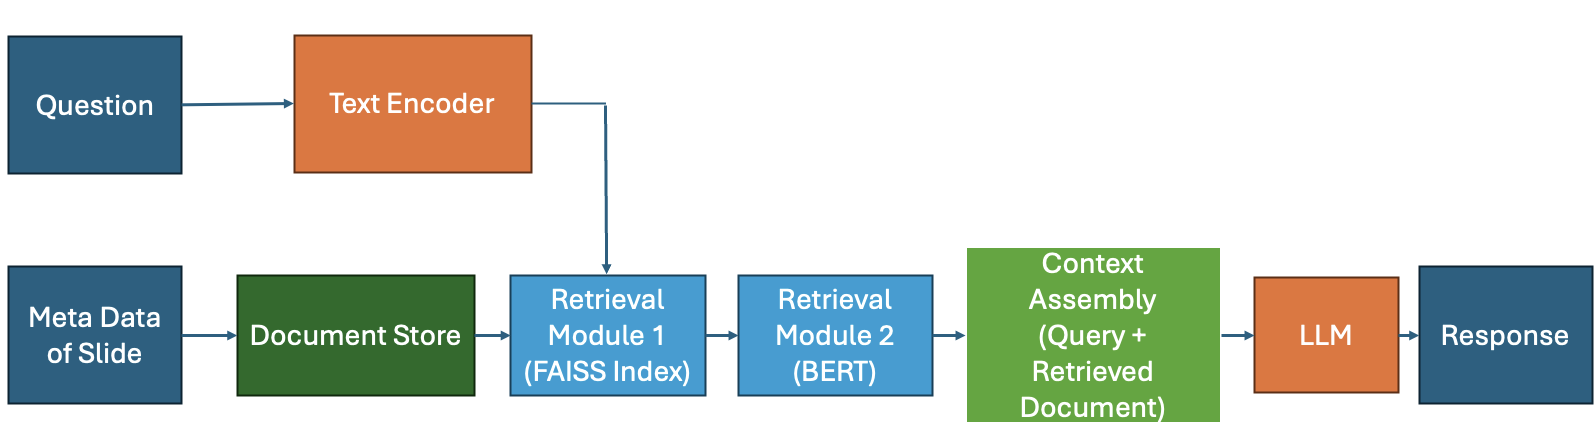 Question
Text Encoder
Meta Data
of Slide
Document Store
Retrieval
Module 1
(FAISS Index)
Retrieval
Module 2
(BERT)
Context
Assembly
(Query +
Retrieved
Document)
LLM
Response